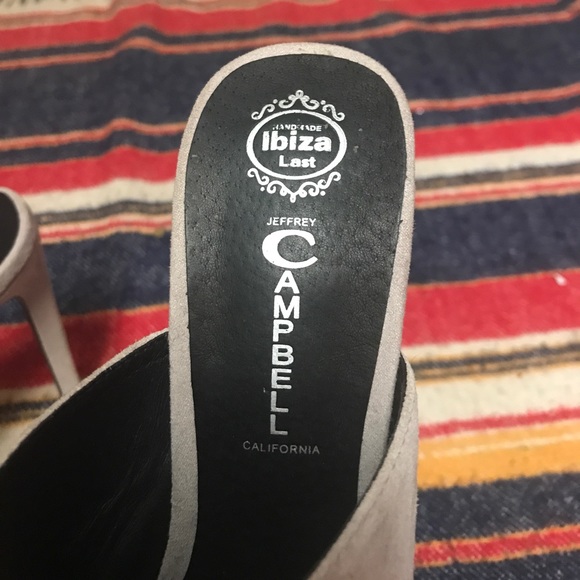 HANDMADE
Ibiza
Last
JEFFREY
CAMPBELL
CALIFORNIA